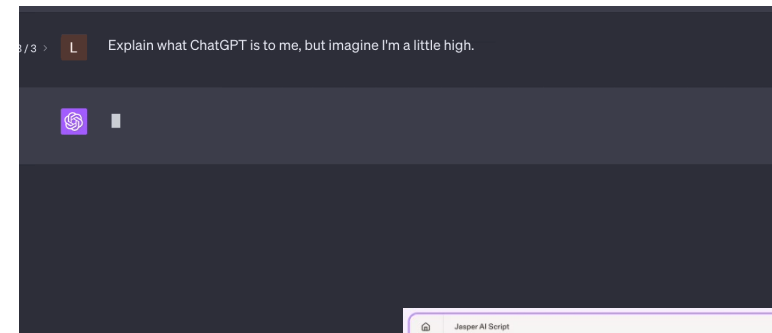 3 / 3 >
L
Explain what ChatGPT is to me, but imagine I'm a little high.
Jasper AI Script